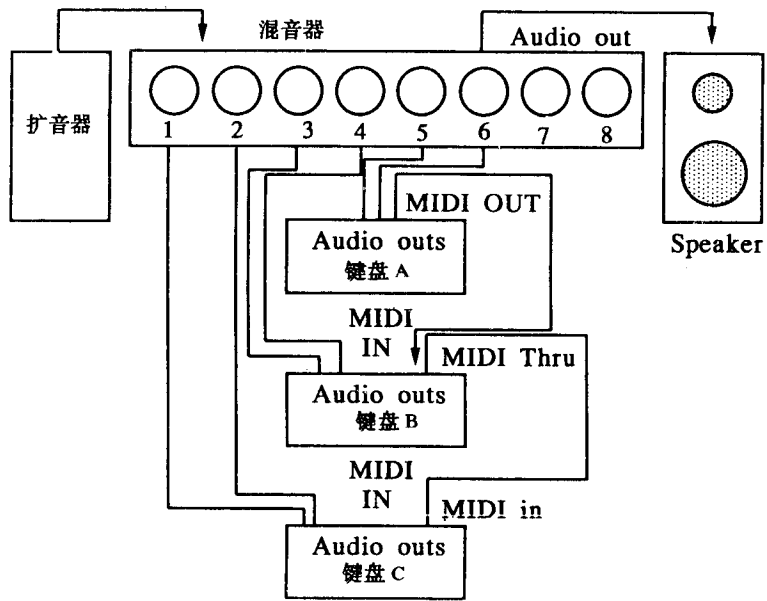 混音器
Audio out
扩音器
1 2 3 4 5 6 7 8
MIDI OUT
Speaker
Audio outs
键盘 A
MIDI
IN
MIDI Thru
Audio outs
键盘 B
MIDI
IN
MIDI in
Audio outs
键盘 C